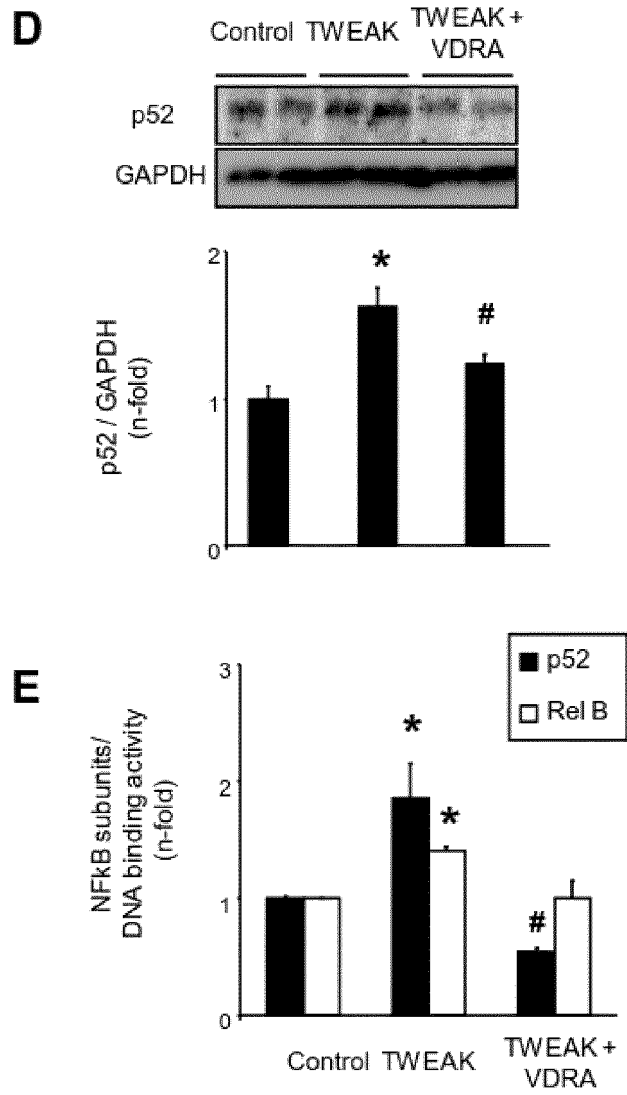 D
Control TWEAK TWEAK +
VDRA
p52
GAPDH
2
*
#
p52 / GAPDH
(n-fold)
1
0
E
p52
Rel B
3
*
2
*
NFkB subunits/
DNA binding activity
(n-fold)
1
#
0
Control TWEAK TWEAK +
VDRA